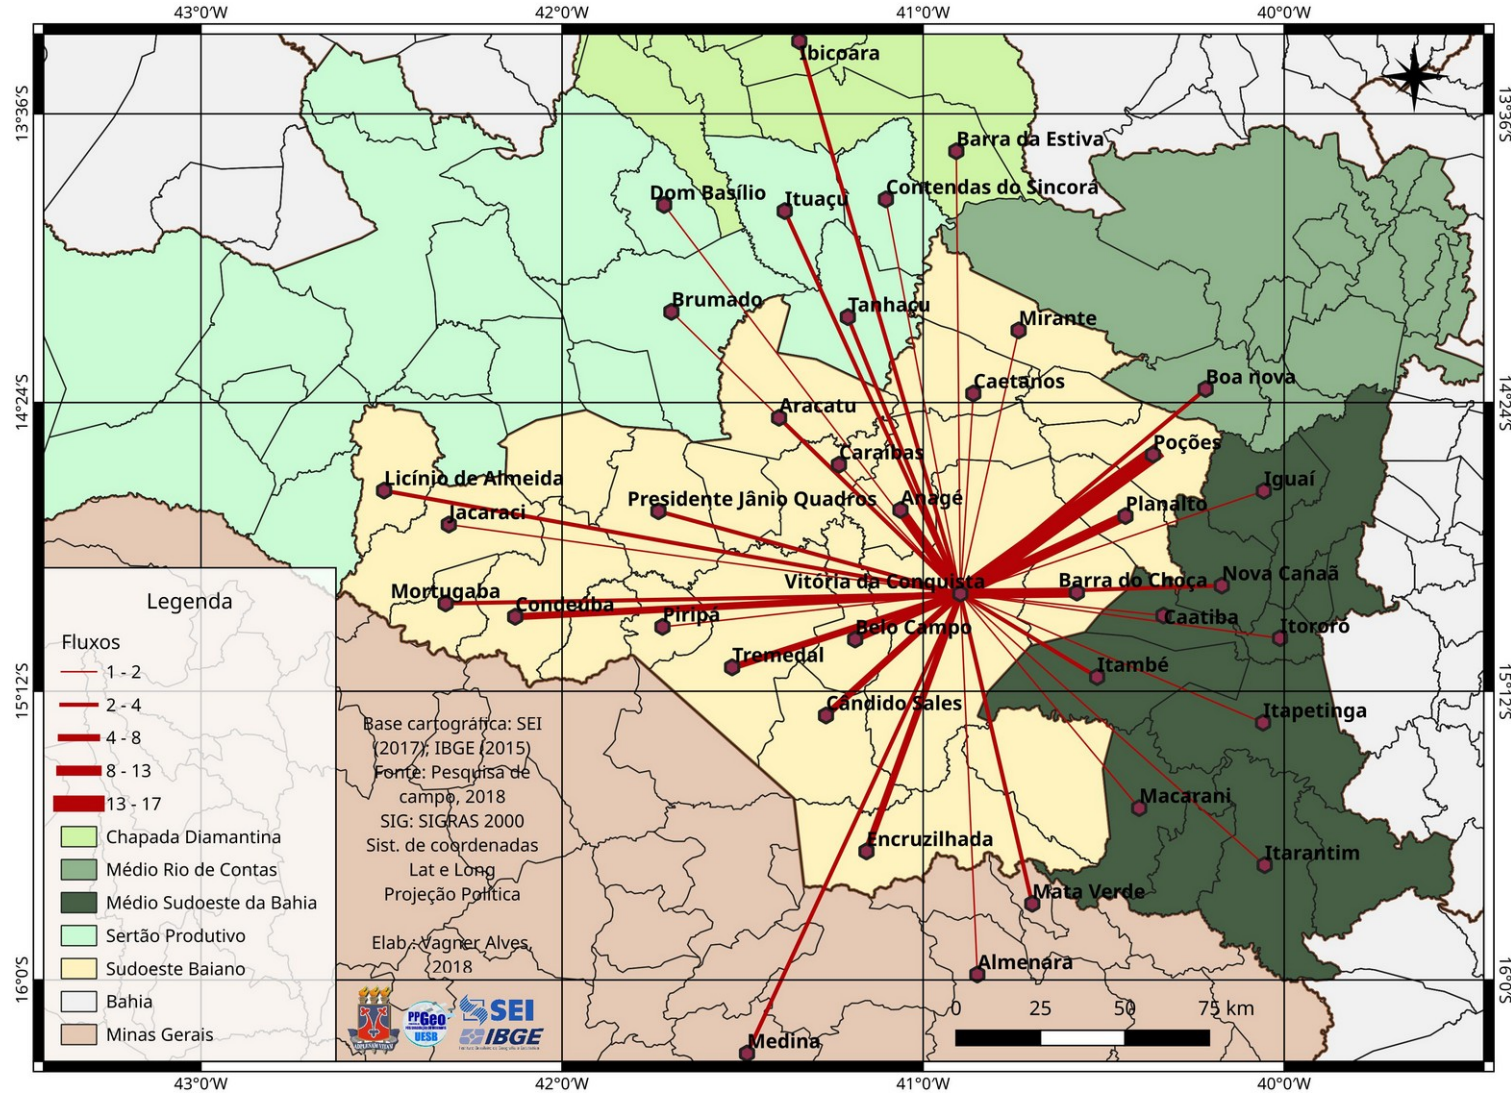 43°0'W 42°0'W 41°0'W 40°0'W
Ibicoara
13°36'S 13°36'S
Barra da Estiva
Dom Basílio Ituaçu Contendas do Sincorá
Brumado Tanhaçu Mirante
Caetanos Boa nova
14°24'S 14°24'S
Aracatu
Caraíbas Poções
Licínio de Almeida Presidente Jânio Quadros Anagé Iguaí
Jacaraci Planalto
Vitória da Conquista Barra do Choça Nova Canaã
Mortugaba Condeúba Piripá Caatiba
Belo Campo Itororó
Tremedal Itambé
15°12'S 15°12'S
Cândido Sales Itapetinga
Macarani
Encruzilhada Itarantim
Mata Verde
Almenara
16°0'S 16°0'S
Medina
Legenda
Fluxos
1 - 2
2 - 4
4 - 8
8 - 13
13 - 17
Chapada Diamantina
Médio Rio de Contas
Médio Sudoeste da Bahia
Sertão Produtivo
Sudoeste Baiano
Bahia
Minas Gerais
Base cartográfica: SEI
(2017); IBGE (2015)
Fonte: Pesquisa de
campo, 2018
SIG: SIGRAS 2000
Sist. de coordenadas
Lat e Long
Projeção Política
Elab.: Vagner Alves,
2018
PPGeo
UESB
SEI
IBGE
0 25 50 75 km
43°0'W 42°0'W 41°0'W 40°0'W